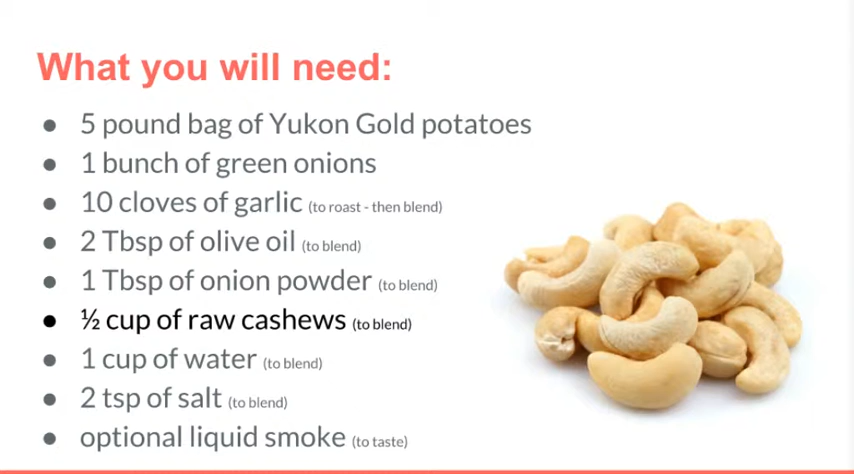 What you will need:
● 5 pound bag of Yukon Gold potatoes
● 1 bunch of green onions
● 10 cloves of garlic (to roast - then blend)
● 2 Tbsp of olive oil (to blend)
● 1 Tbsp of onion powder (to blend)
● ½ cup of raw cashews (to blend)
● 1 cup of water (to blend)
● 2 tsp of salt (to blend)
● optional liquid smoke (to taste)